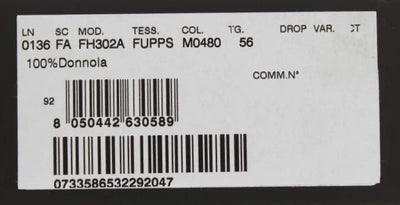 LN SC MOD. TESS. COL. TG. DROP VAR. CT
0136 FA FH302A FUPPS M0480 56
100%Donnola
COMM.N°
92
8 050442 630589
0733586532292047